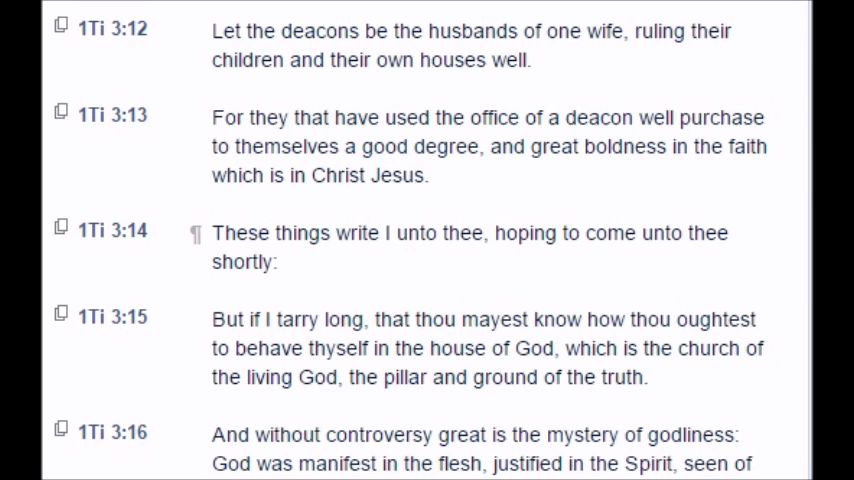 1Ti 3:12 Let the deacons be the husbands of one wife, ruling their
children and their own houses well.
1Ti 3:13 For they that have used the office of a deacon well purchase
to themselves a good degree, and great boldness in the faith
which is in Christ Jesus.
1Ti 3:14 ¶ These things write I unto thee, hoping to come unto thee
shortly:
1Ti 3:15 But if I tarry long, that thou mayest know how thou oughtest
to behave thyself in the house of God, which is the church of
the living God, the pillar and ground of the truth.
1Ti 3:16 And without controversy great is the mystery of godliness:
God was manifest in the flesh, justified in the Spirit, seen of